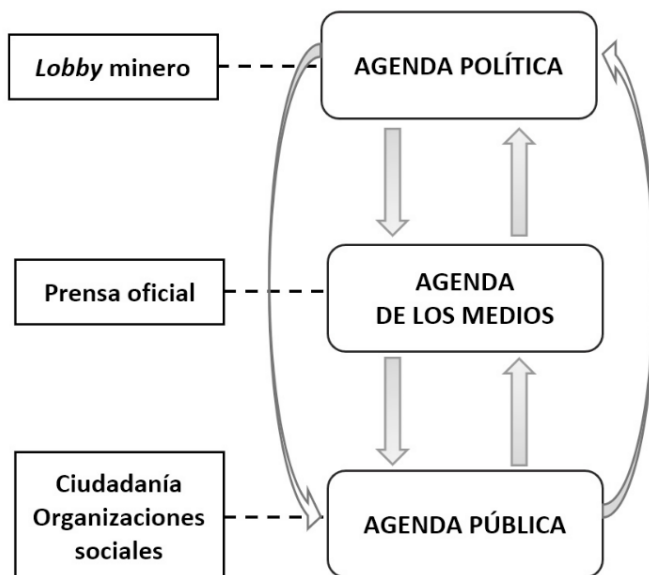 Lobby minero
AGENDA POLÍTICA
Prensa oficial
AGENDA
DE LOS MEDIOS
Ciudadanía
Organizaciones
sociales
AGENDA PÚBLICA